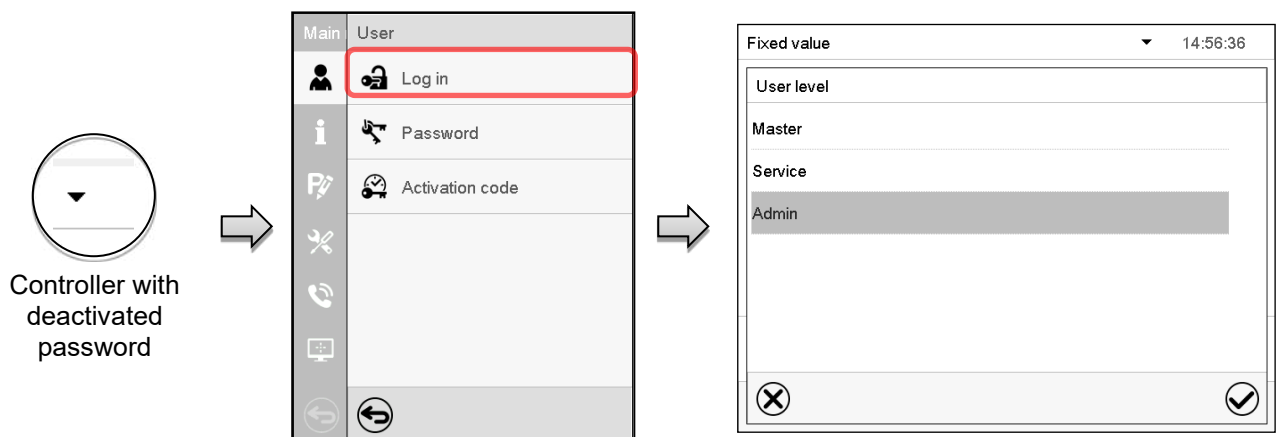 Controller with
deactivated
password
Main
User
Log in
Password
Activation code
Fixed value
14:56:36
User level
Master
Service
Admin